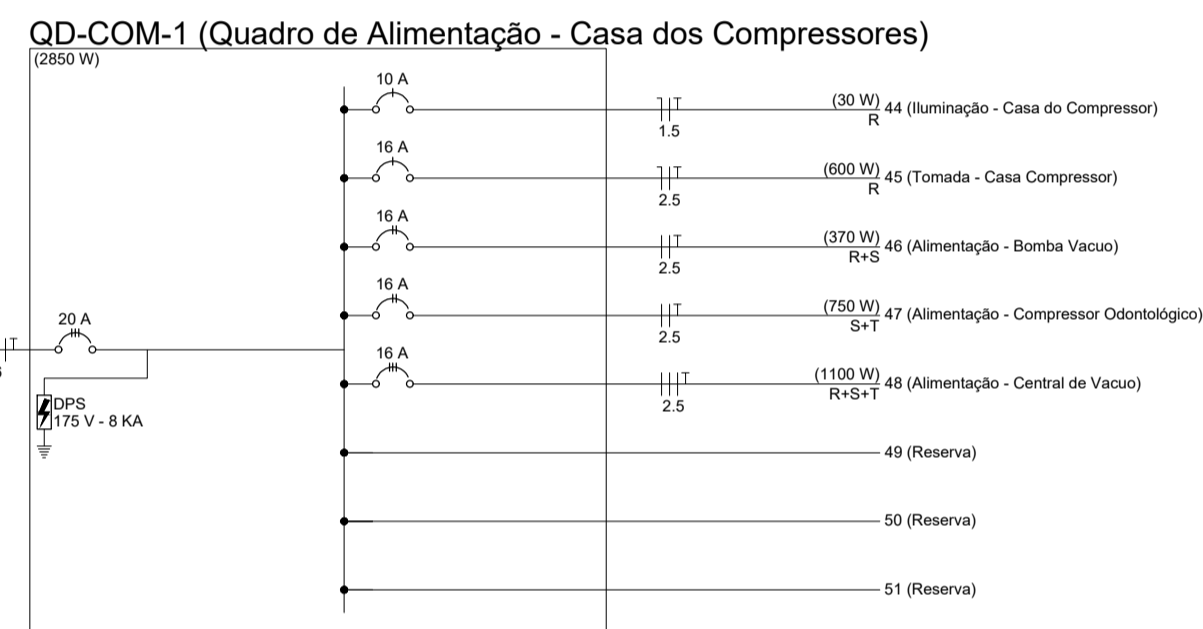 QD-COM-1 (Quadro de Alimentação - Casa dos Compressores)
(2850 W)
10 A
T
1.5
(30 W)
R
44 (Iluminação - Casa do Compressor)
16 A
T
2.5
(600 W)
R
45 (Tomada - Casa Compressor)
16 A
T
2.5
(370 W)
R+S
46 (Alimentação - Bomba Vacuo)
16 A
T
2.5
(750 W)
S+T
47 (Alimentação - Compressor Odontológico)
20 A
T
16 A
T
2.5
(1100 W)
R+S+T
48 (Alimentação - Central de Vacuo)
DPS
175 V - 8 KA
49 (Reserva)
50 (Reserva)
51 (Reserva)